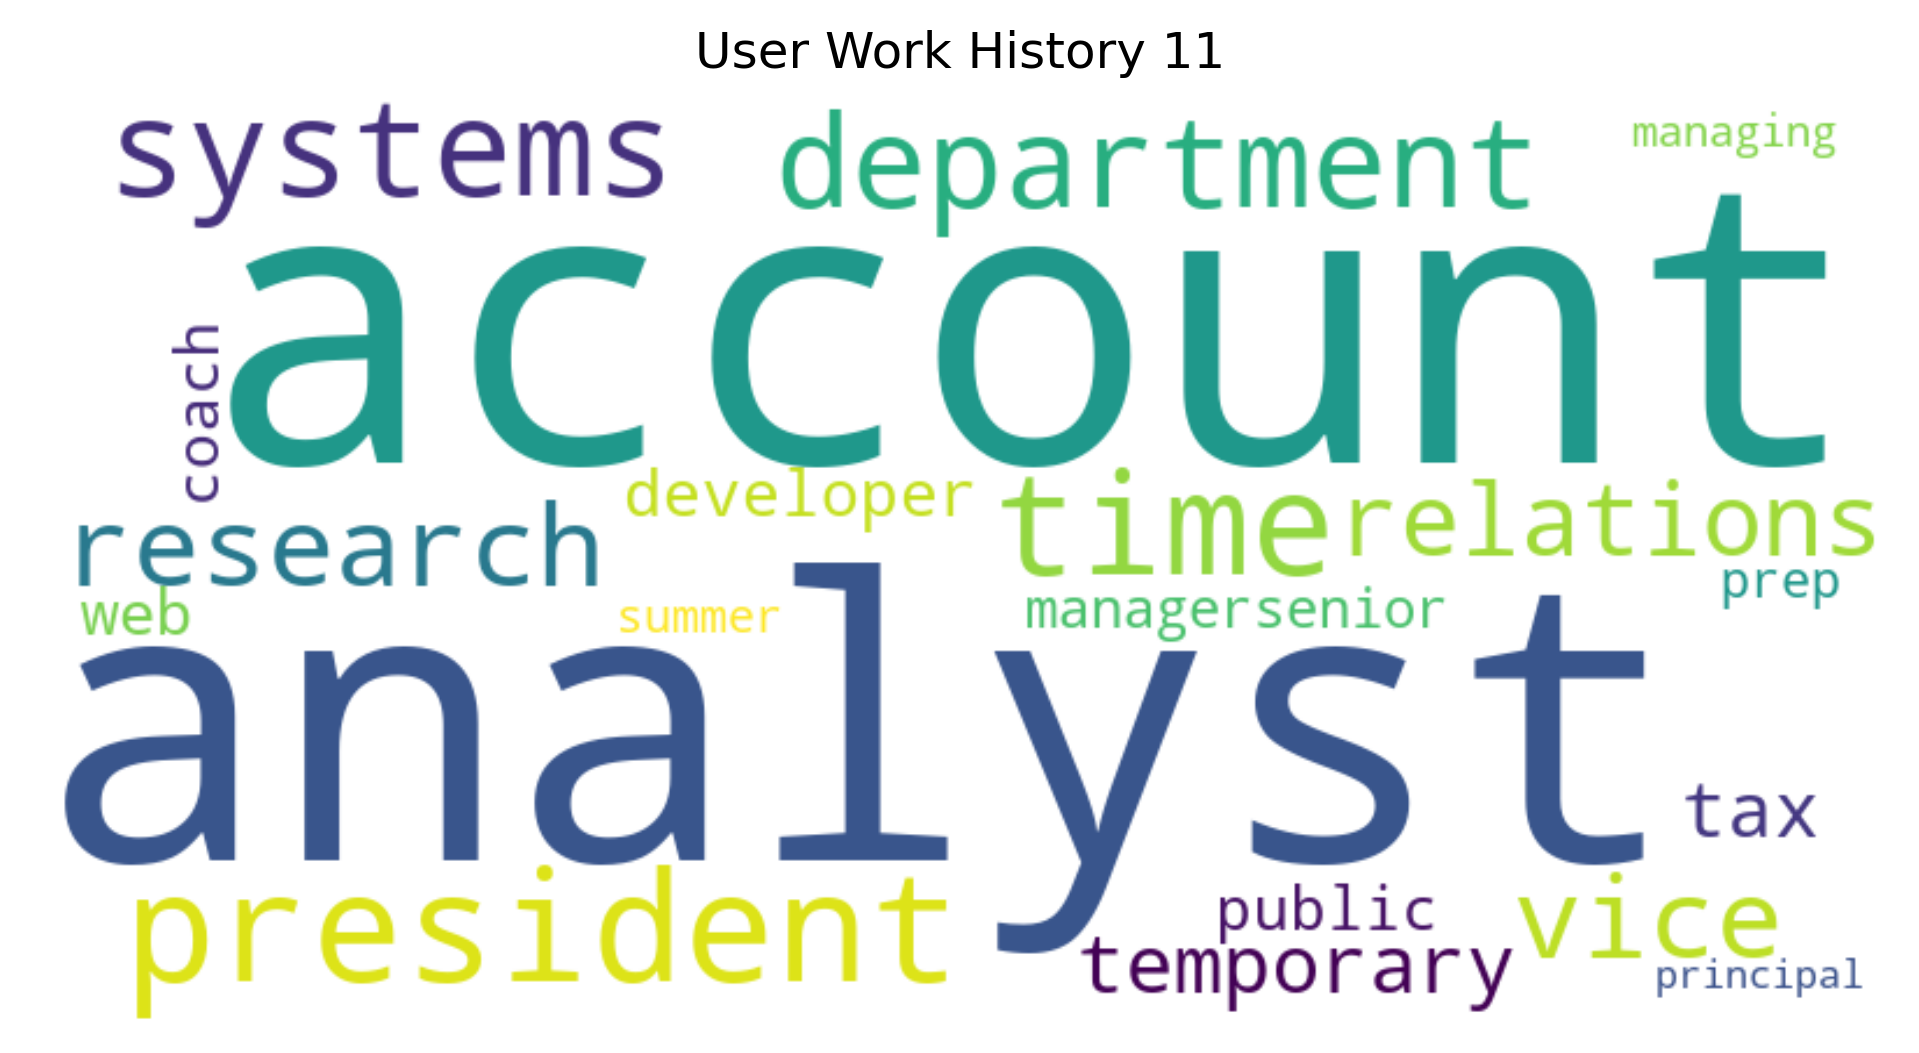 User Work History 11
systems
department
managing
account
coach
developer
time
relations
research
prep
web
summer
managersenior
analyst
tax
president
public
vice
temporary
principal